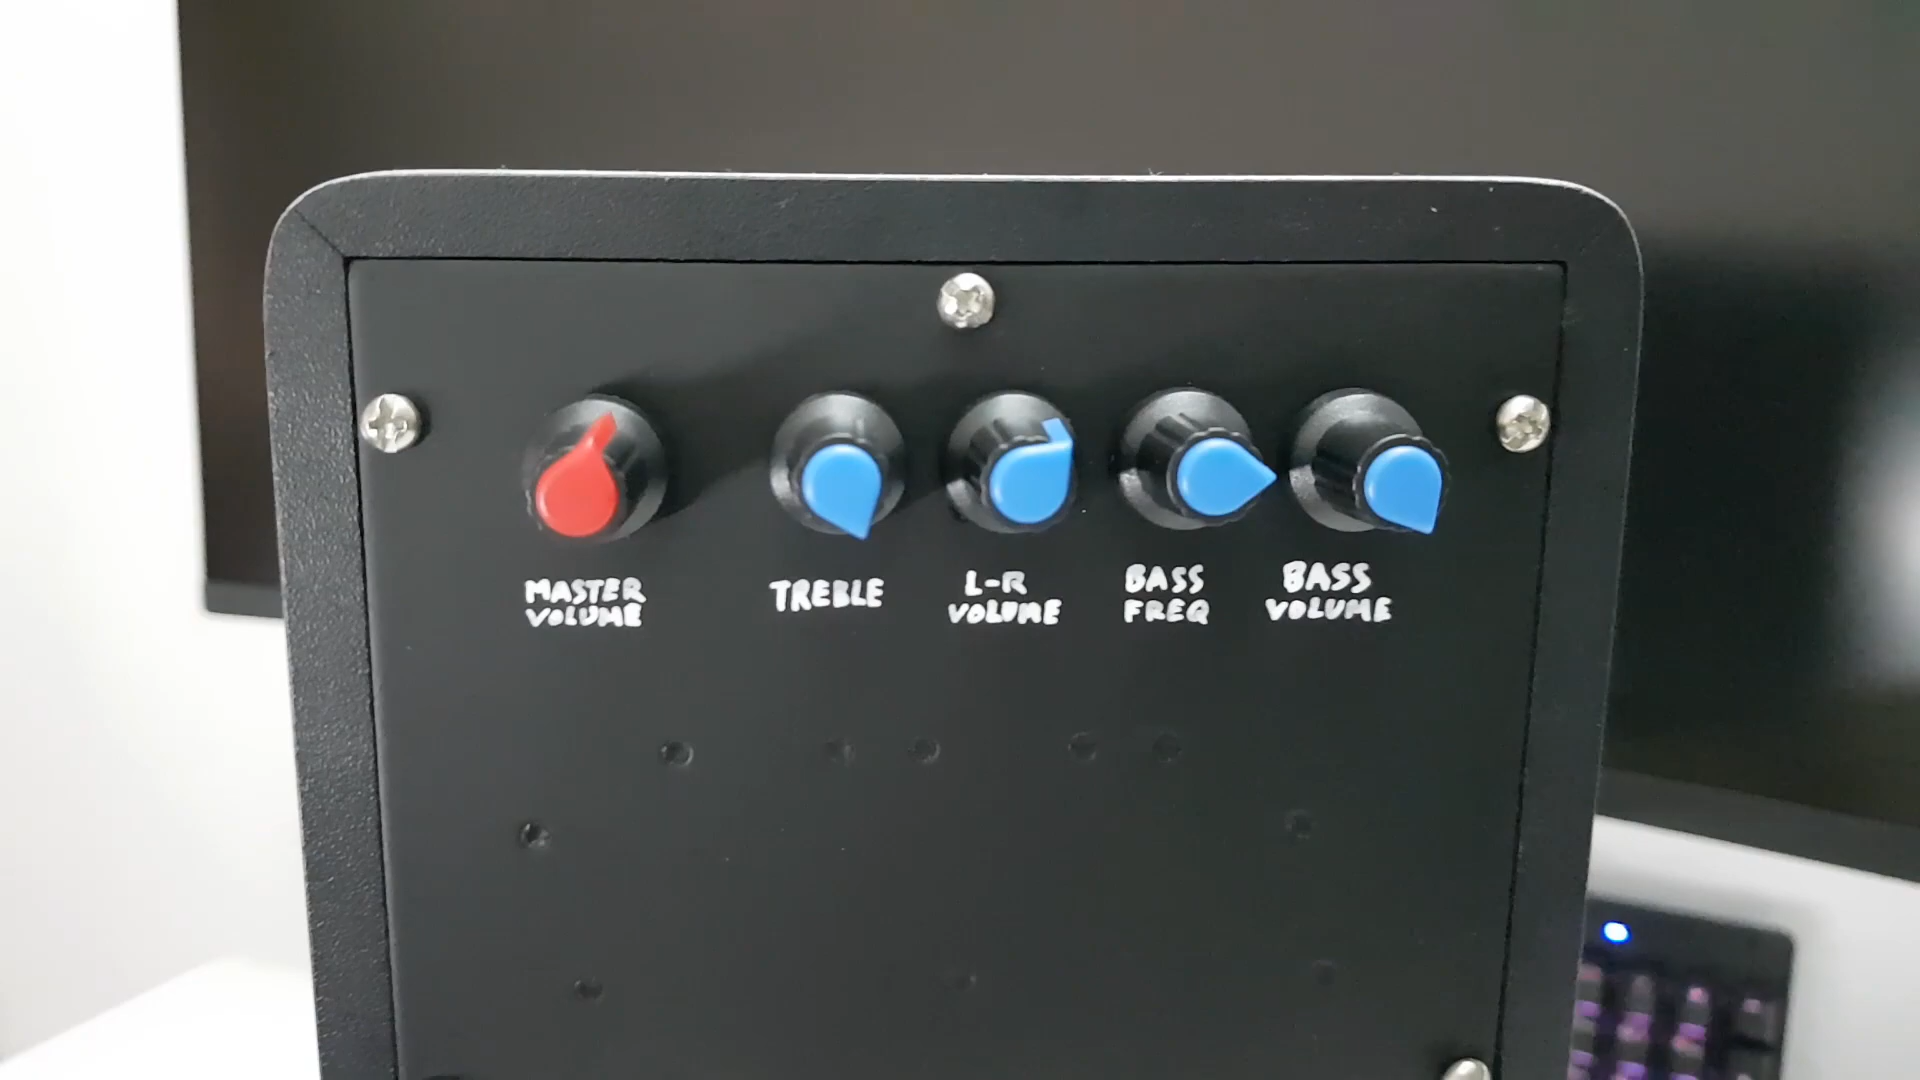 MASTER
VOLUME
TREBLE
L-R
VOLUME
BASS
FREQ
BASS
VOLUME